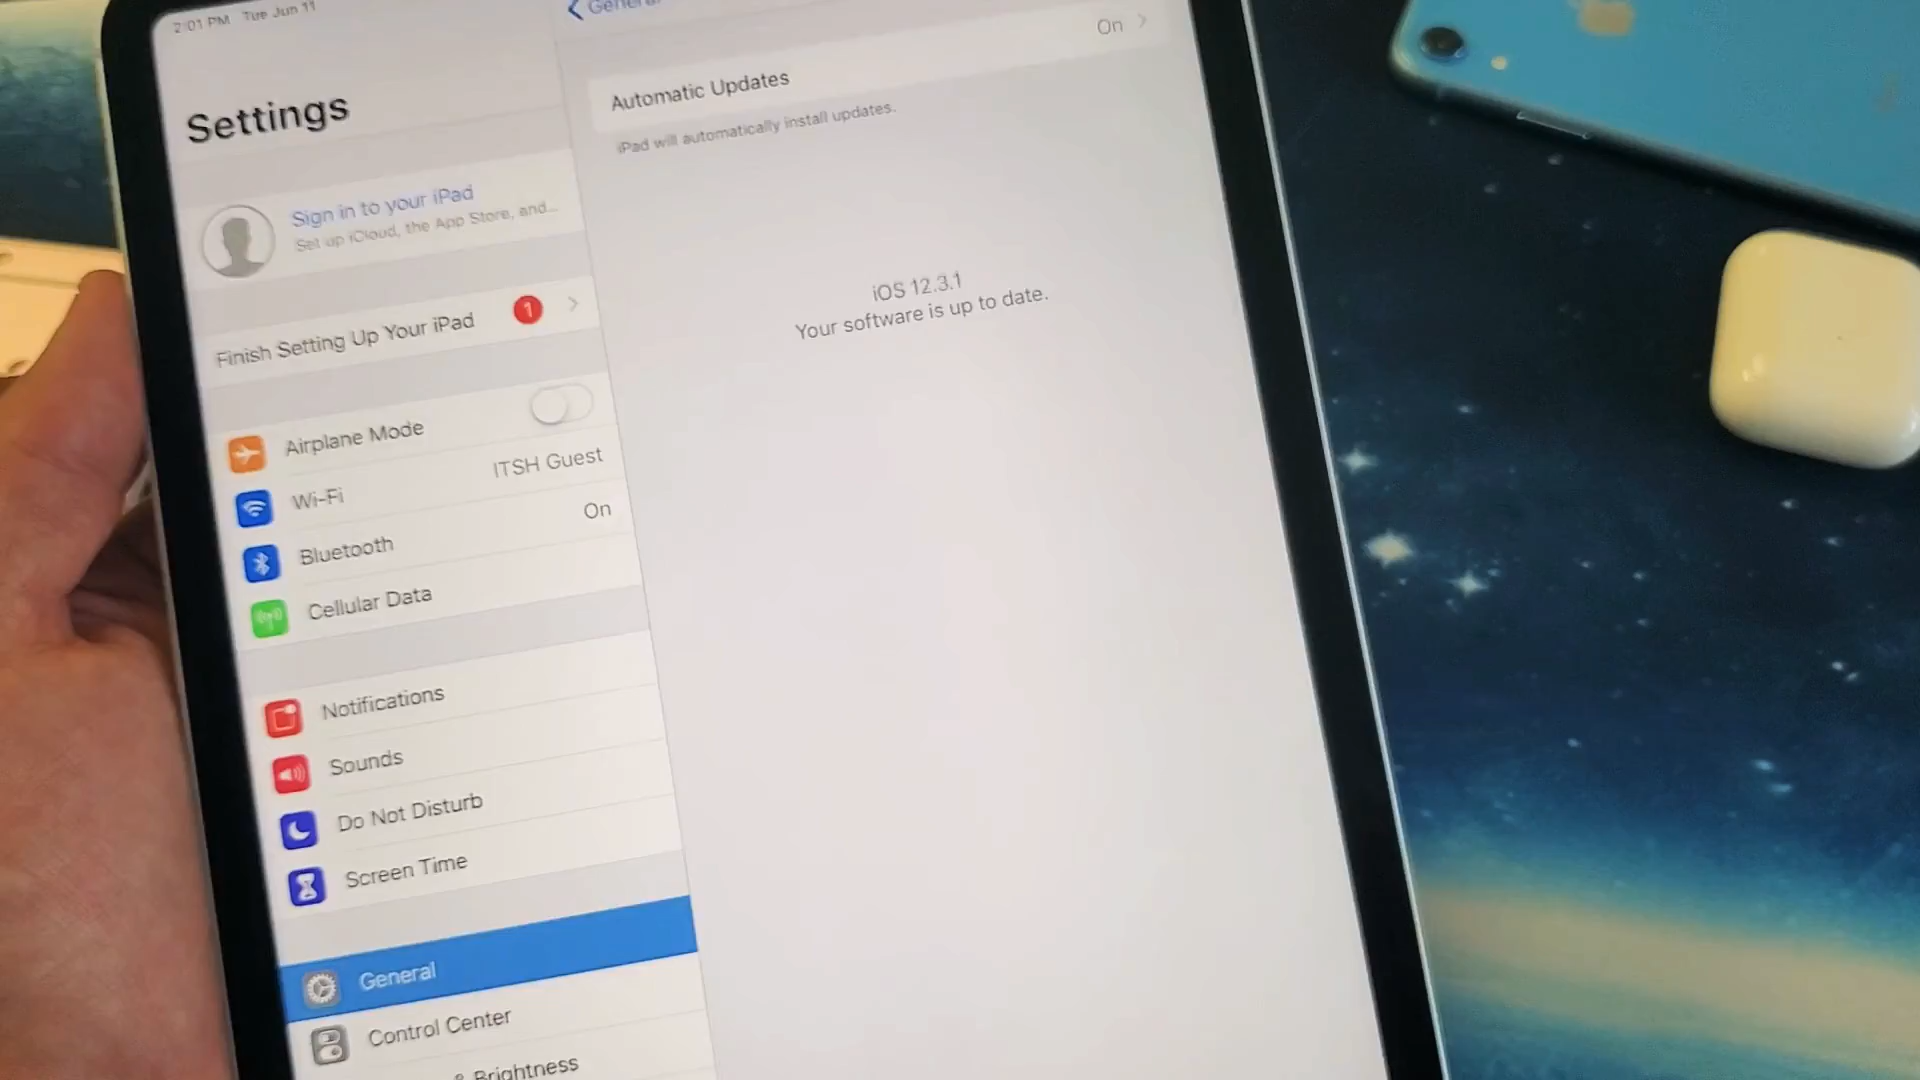 2:01 PM Tue Jun 11
Settings
Sign in to your iPad
Set up iCloud, the App Store, and...
Finish Setting Up Your iPad
1
Airplane Mode
Wi-Fi
ITSH Guest
Bluetooth
On
Cellular Data
Notifications
Sounds
Do Not Disturb
Screen Time
General
Control Center
& Brightness
General
Automatic Updates
On
iPad will automatically install updates.
iOS 12.3.1
Your software is up to date.